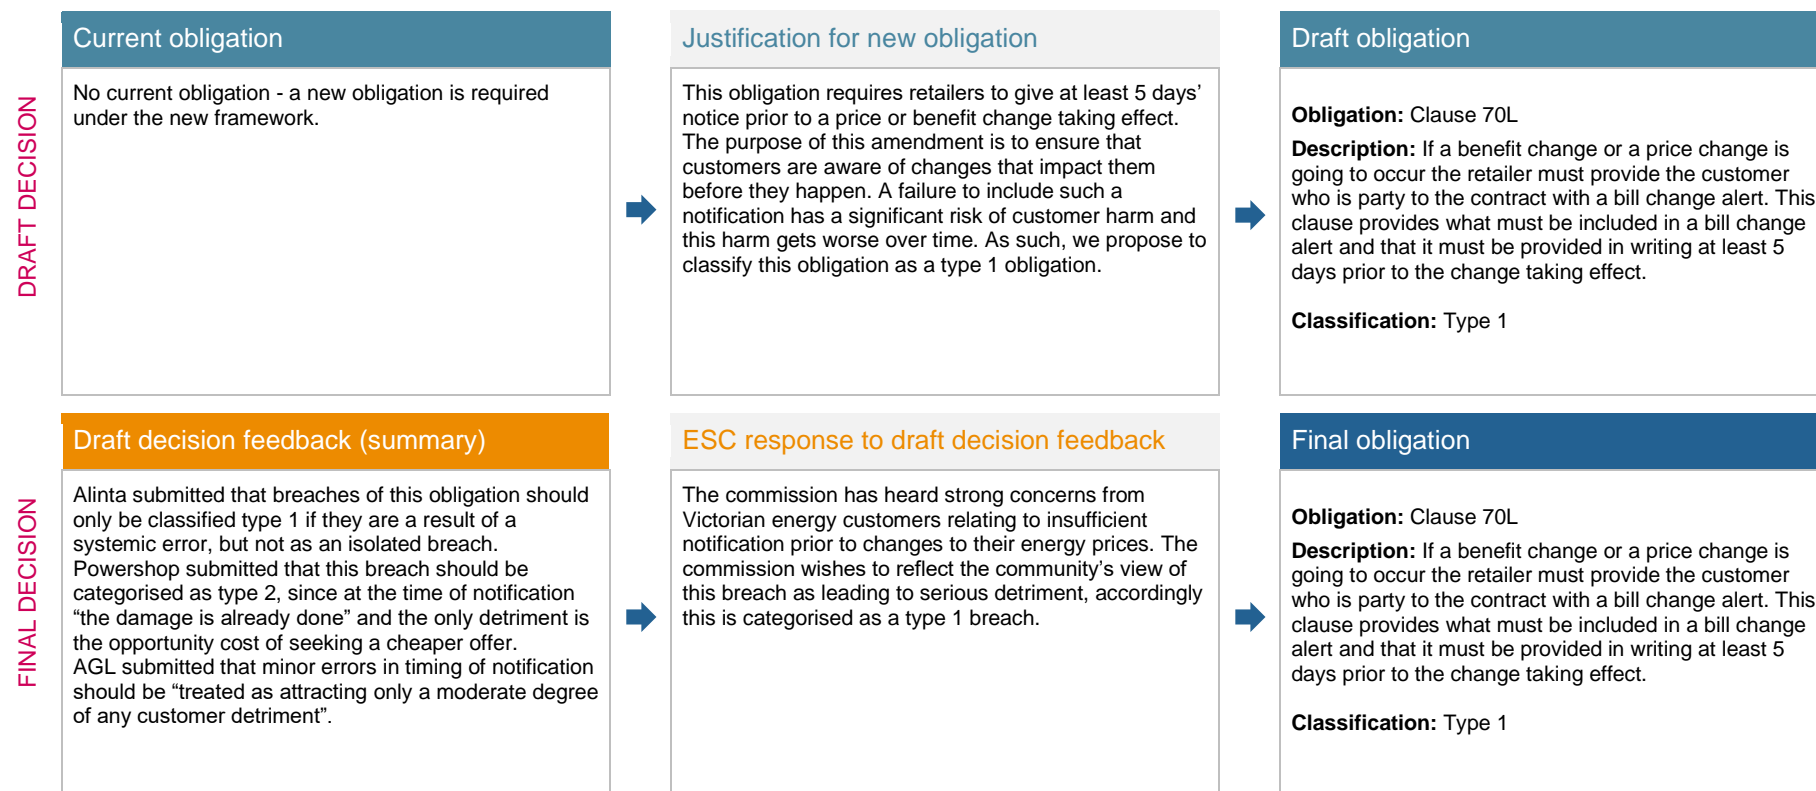 DRAFT DECISION
Current obligation
No current obligation - a new obligation is required
under the new framework.
Justification for new obligation
This obligation requires retailers to give at least 5 days’
notice prior to a price or benefit change taking effect.
The purpose of this amendment is to ensure that
customers are aware of changes that impact them
before they happen. A failure to include such a
notification has a significant risk of customer harm and
this harm gets worse over time. As such, we propose to
classify this obligation as a type 1 obligation.
Draft obligation
Obligation: Clause 70L
Description: If a benefit change or a price change is
going to occur the retailer must provide the customer
who is party to the contract with a bill change alert. This
clause provides what must be included in a bill change
alert and that it must be provided in writing at least 5
days prior to the change taking effect.
Classification: Type 1
FINAL DECISION
Draft decision feedback (summary)
Alinta submitted that breaches of this obligation should
only be classified type 1 if they are a result of a
systemic error, but not as an isolated breach.
Powershop submitted that this breach should be
categorised as type 2, since at the time of notification
“the damage is already done” and the only detriment is
the opportunity cost of seeking a cheaper offer.
AGL submitted that minor errors in timing of notification
should be “treated as attracting only a moderate degree
of any customer detriment”.
ESC response to draft decision feedback
The commission has heard strong concerns from
Victorian energy customers relating to insufficient
notification prior to changes to their energy prices. The
commission wishes to reflect the community’s view of
this breach as leading to serious detriment, accordingly
this is categorised as a type 1 breach.
Final obligation
Obligation: Clause 70L
Description: If a benefit change or a price change is
going to occur the retailer must provide the customer
who is party to the contract with a bill change alert. This
clause provides what must be included in a bill change
alert and that it must be provided in writing at least 5
days prior to the change taking effect.
Classification: Type 1